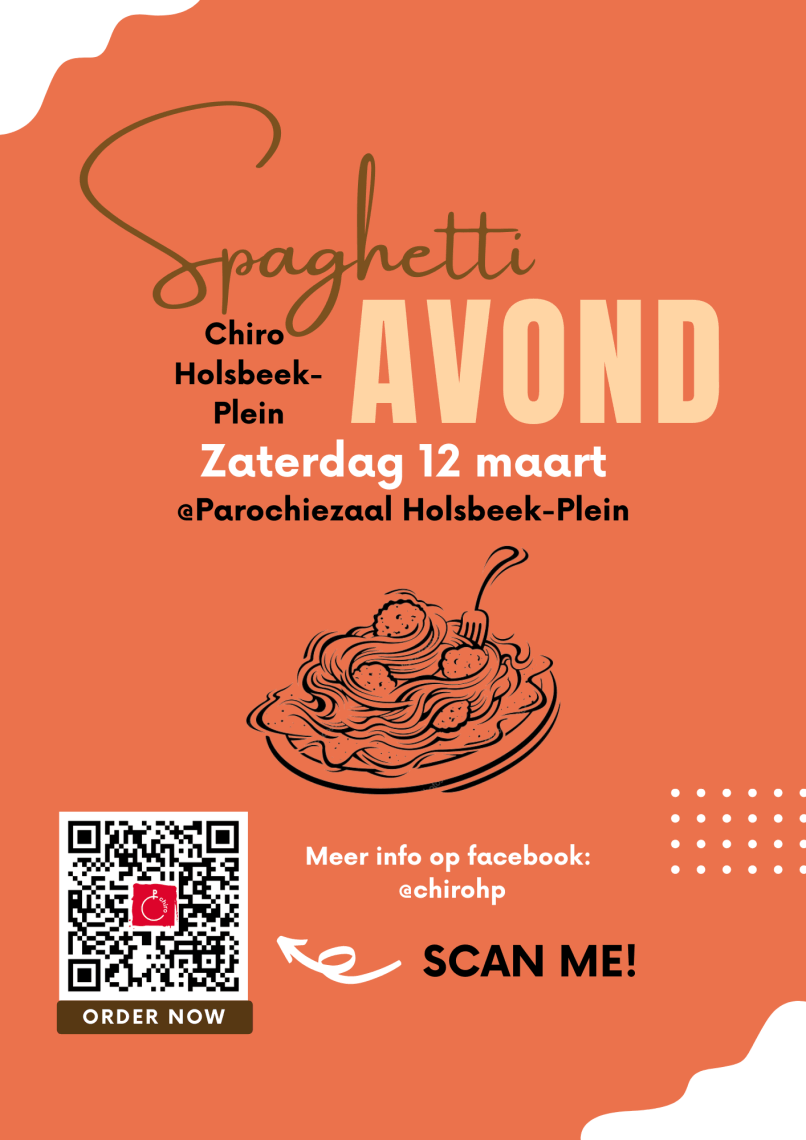 Spaghetti
AVOND
Chiro
Holsbeek-
Plein
Zaterdag 12 maart
@Parochiezaal Holsbeek-Plein
Meer info op facebook:
@chirohp
SCAN ME!
chiro
ORDER NOW